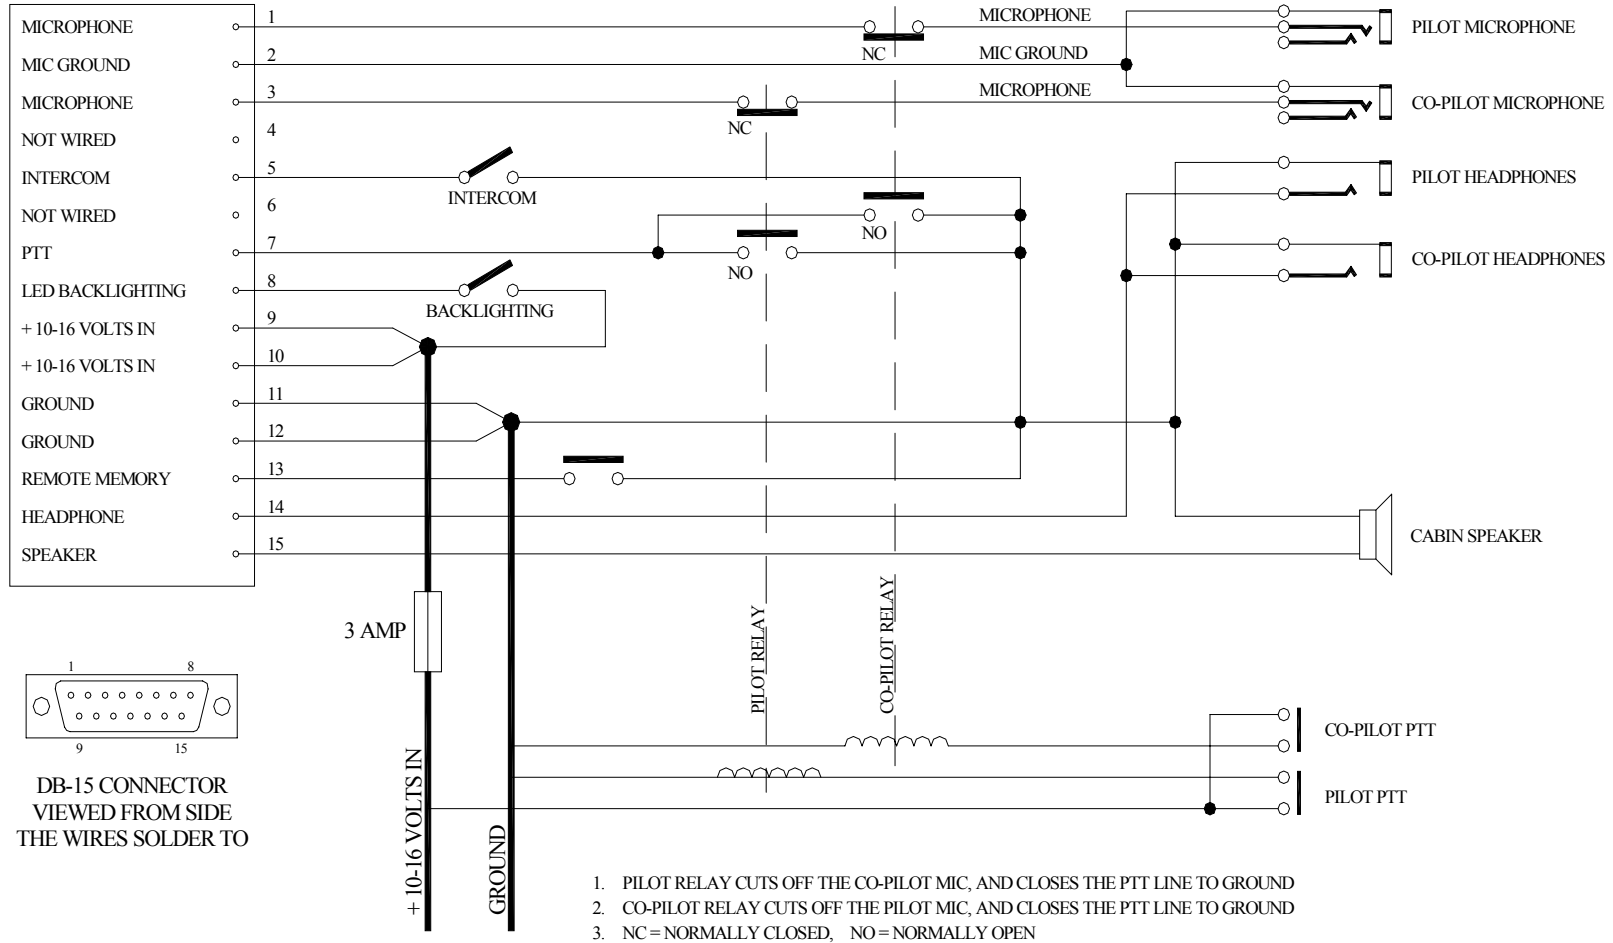 MICROPHONE 1
MIC GROUND 2
MICROPHONE 3
NOT WIRED 4
INTERCOM 5
NOT WIRED 6
PTT 7
LED BACKLIGHTING 8
+ 10-16 VOLTS IN 9
+ 10-16 VOLTS IN 10
GROUND 11
GROUND 12
REMOTE MEMORY 13
HEADPHONE 14
SPEAKER 15
NC
NC
INTERCOM
NO
NO
BACKLIGHTING
MICROPHONE
MIC GROUND
MICROPHONE
PILOT MICROPHONE
CO-PILOT MICROPHONE
PILOT HEADPHONES
CO-PILOT HEADPHONES
CABIN SPEAKER
3 AMP
PILOT RELAY
CO-PILOT RELAY
CO-PILOT PTT
PILOT PTT
+ 10-16 VOLTS IN
GROUND
1 8
9 15
DB-15 CONNECTOR
VIEWED FROM SIDE
THE WIRES SOLDER TO
1. PILOT RELAY CUTS OFF THE CO-PILOT MIC, AND CLOSES THE PTT LINE TO GROUND
2. CO-PILOT RELAY CUTS OFF THE PILOT MIC, AND CLOSES THE PTT LINE TO GROUND
3. NC = NORMALLY CLOSED, NO = NORMALLY OPEN